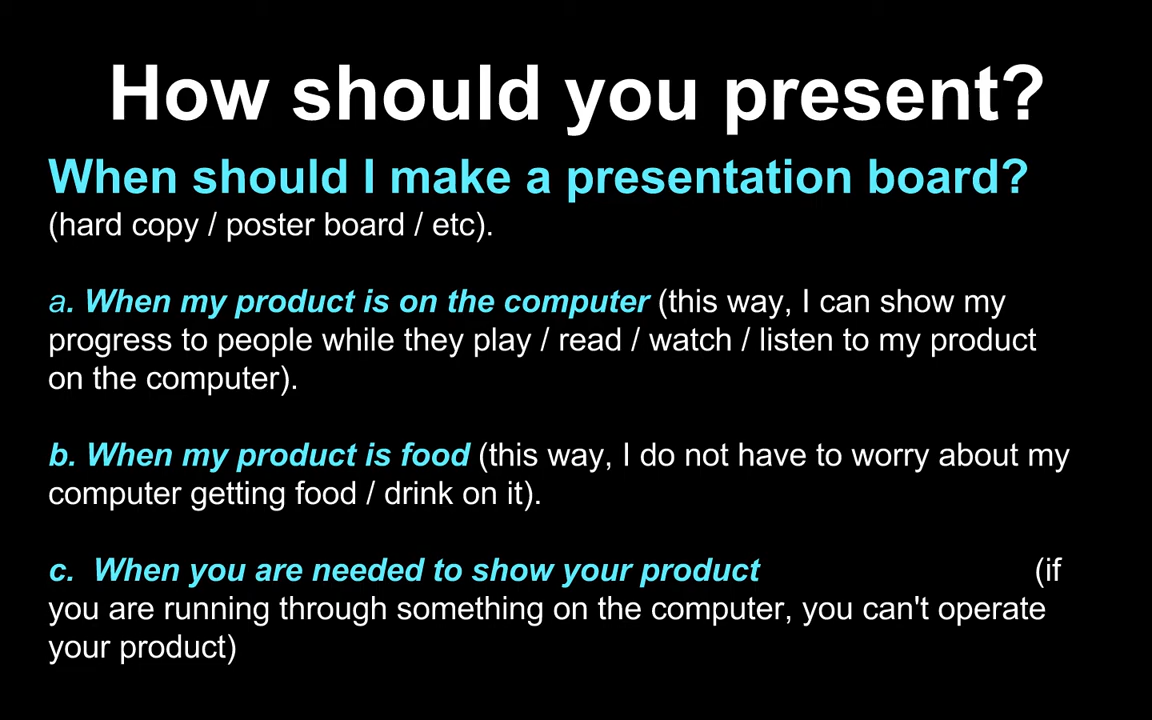 How should you present?
When should I make a presentation board?
(hard copy / poster board / etc).
a. When my product is on the computer (this way, I can show my
progress to people while they play / read / watch / listen to my product
on the computer).
b. When my product is food (this way, I do not have to worry about my
computer getting food / drink on it).
c.  When you are needed to show your product (if
you are running through something on the computer, you can't operate
your product)